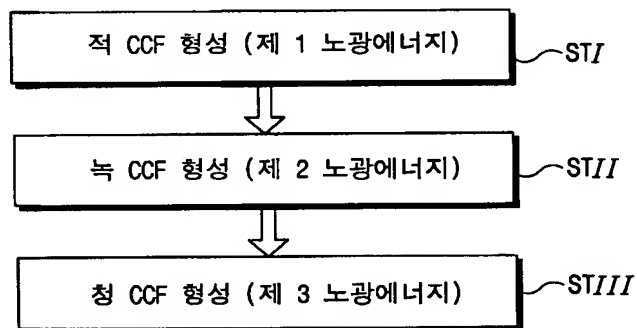 적 CCF 형성 (제 1 노광에너지) STI
녹 CCF 형성 (제 2 노광에너지) STII
청 CCF 형성 (제 3 노광에너지) STIII